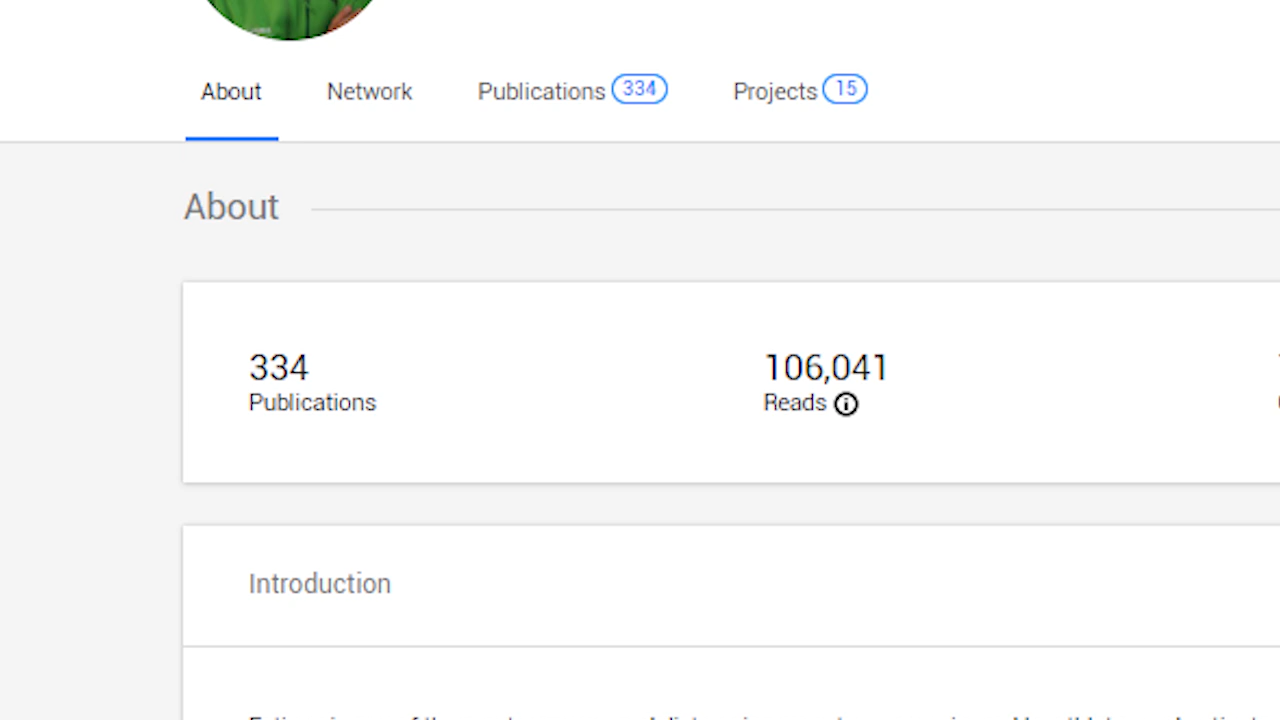 About Network Publications 334 Projects 15
About
334 106,041
Publications Reads
Introduction